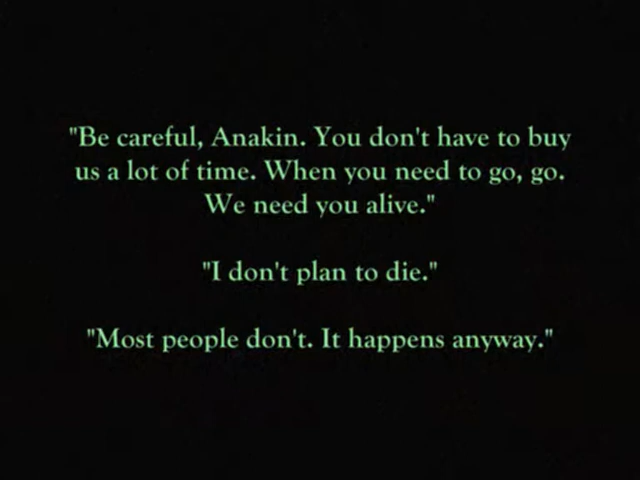 "Be careful, Anakin. You don't have to buy
us a lot of time. When you need to go, go.
We need you alive."
"I don't plan to die."
"Most people don't. It happens anyway."